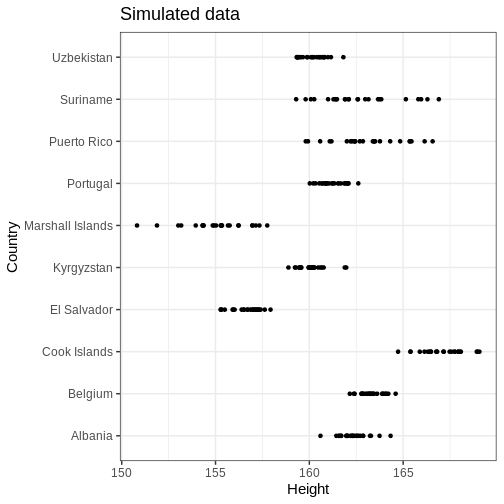 Simulated data
Uzbekistan
Suriname
Puerto Rico
Portugal
Marshall Islands
Kyrgyzstan
El Salvador
Cook Islands
Belgium
Albania
Country
150 155 160 165
Height